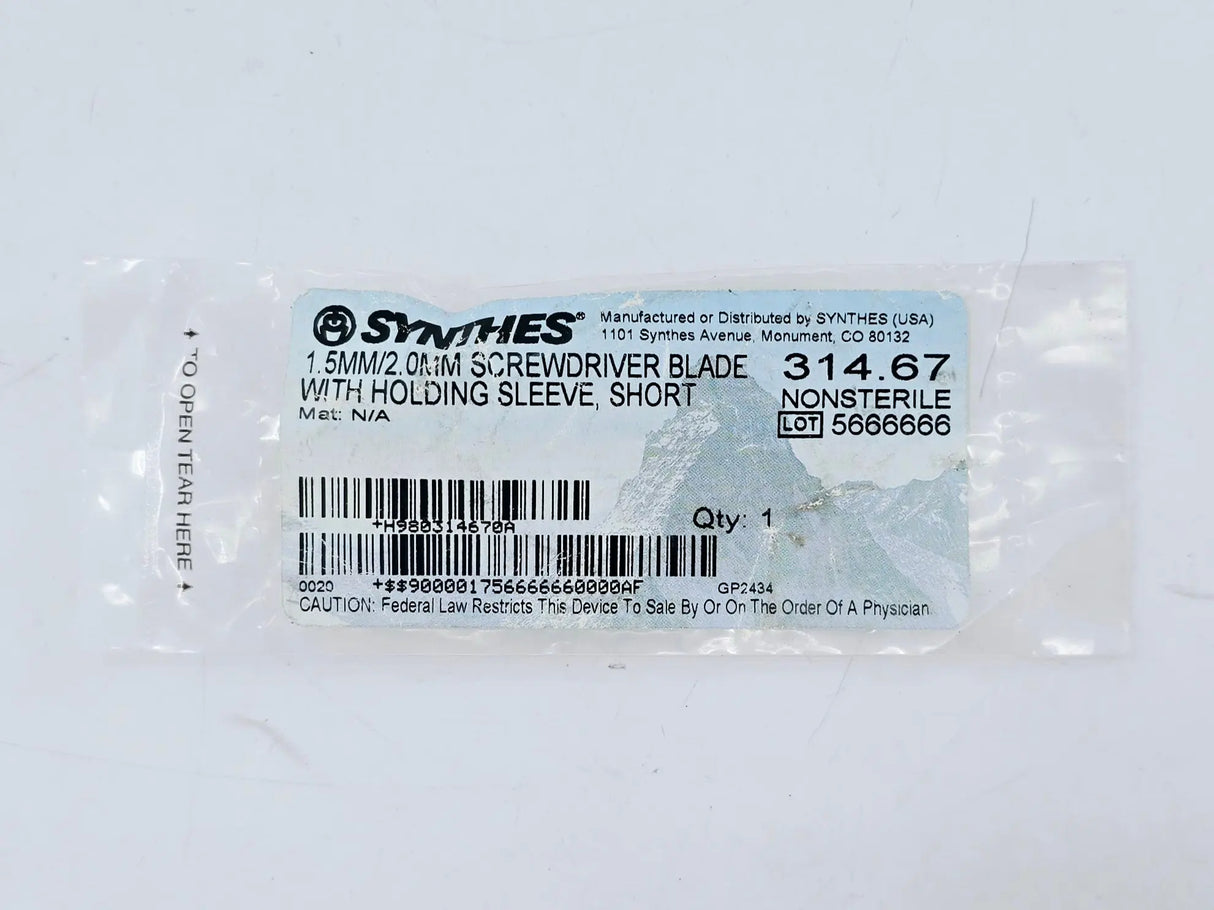 SYNTHES®
Manufactured or Distributed by SYNTHES (USA)
1101 Synthes Avenue, Monument, CO 80132
1.5MM/2.0MM SCREWDRIVER BLADE
WITH HOLDING SLEEVE, SHORT
Mat: N/A
314.67
NONSTERILE
LOT 5666666
+H980314670A
Qty: 1
0020 +$$900001756666660000AF GP2434
CAUTION: Federal Law Restricts This Device To Sale By Or On The Order Of A Physician
TO OPEN TEAR HERE